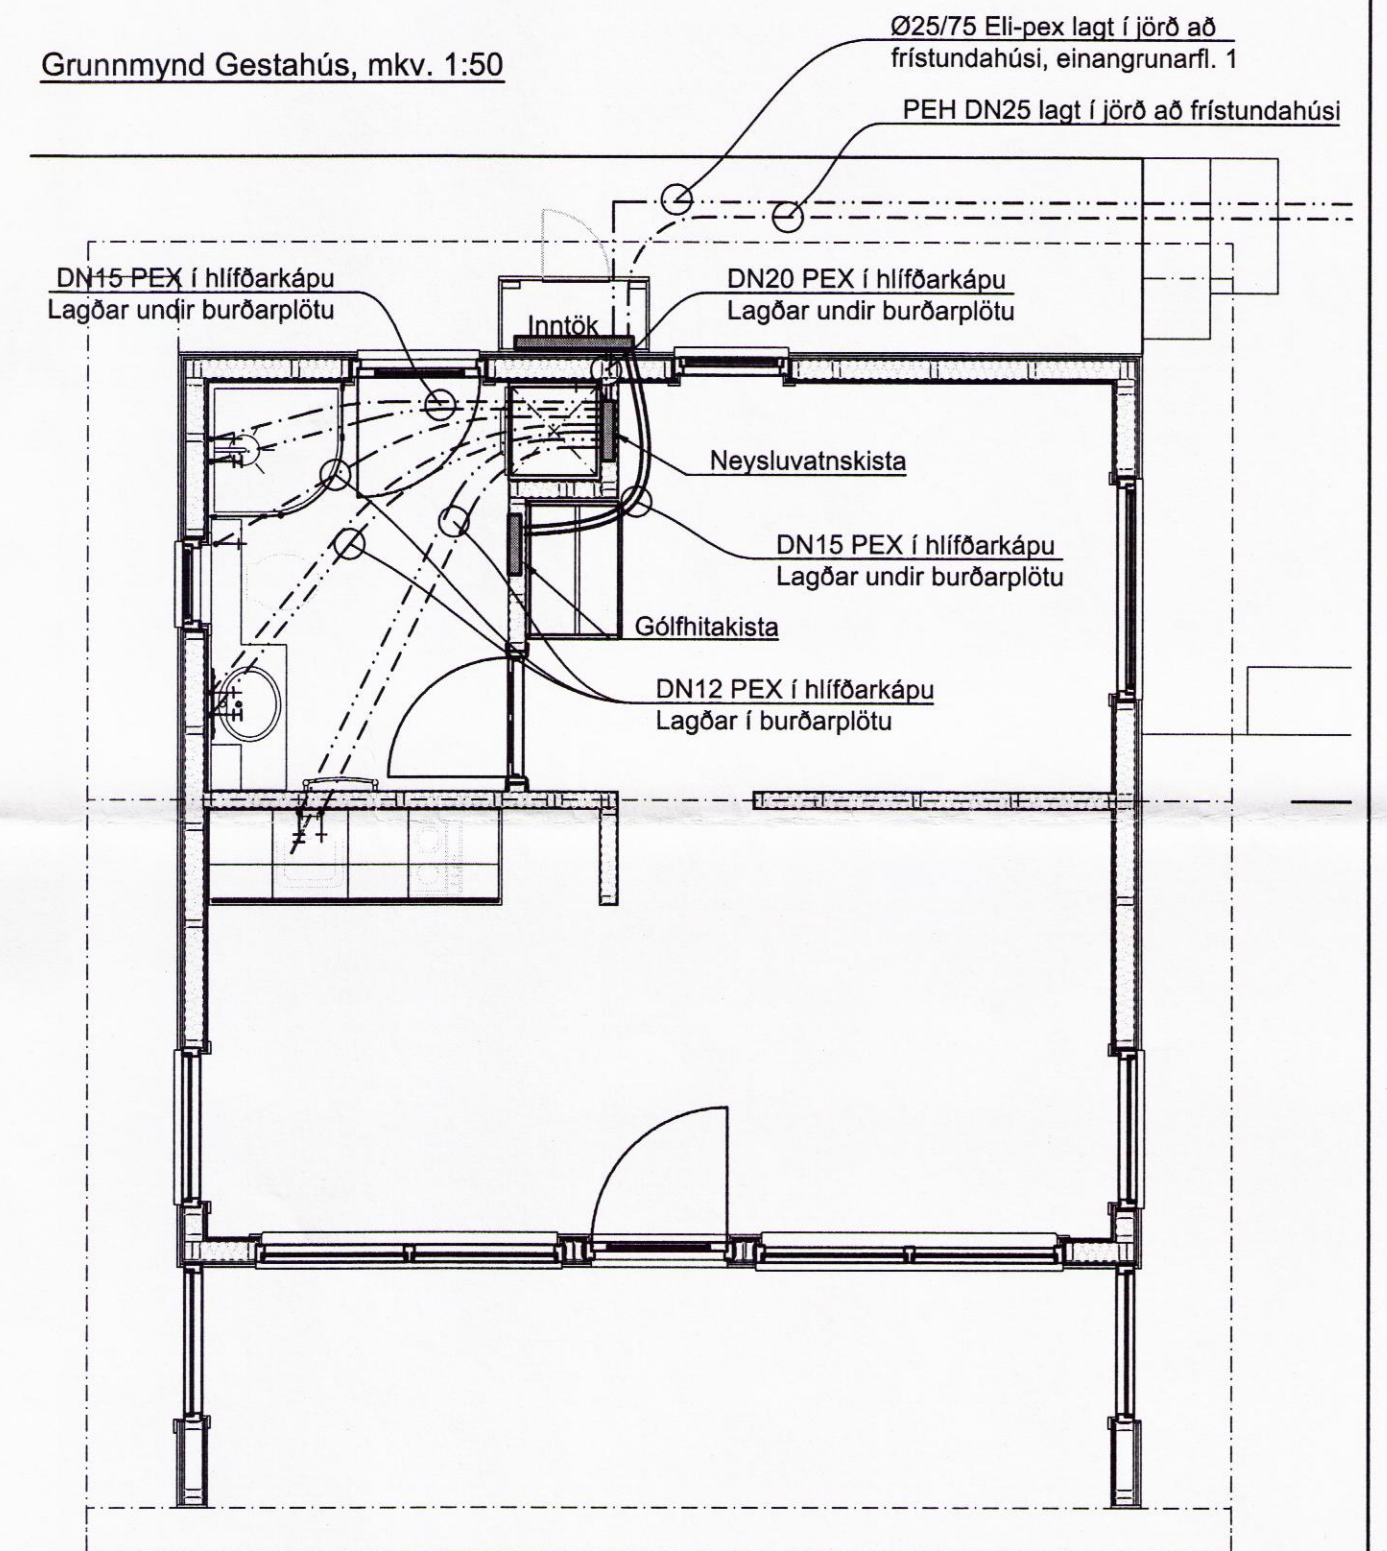 Grunnmynd Gestahús, mkv. 1:50
Ø25/75 Eli-pex lagt í jörð að
frístundahúsi, einangrunarfl. 1
PEH DN25 lagt í jörð að frístundahúsi
DN15 PEX í hlífðarkápu
Lagðar undir burðarplötu
DN20 PEX í hlífðarkápu
Lagðar undir burðarplötu
Inntök
Neysluvatnskista
DN15 PEX í hlífðarkápu
Lagðar undir burðarplötu
Gólfhitakista
DN12 PEX í hlífðarkápu
Lagðar í burðarplötu